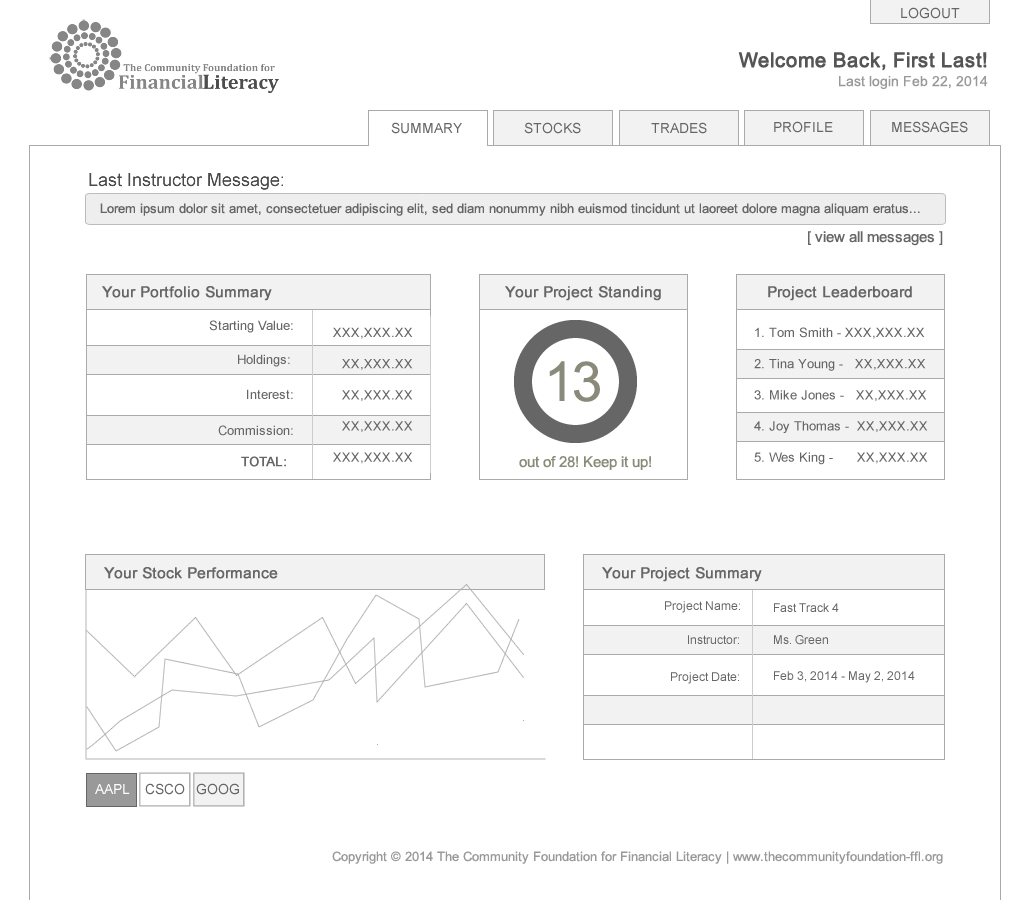 LOGOUT
The Community Foundation for
FinancialLiteracy
Welcome Back, First Last!
Last login Feb 22, 2014
SUMMARY
STOCKS
TRADES
PROFILE
MESSAGES
Last Instructor Message:
Lorem ipsum dolor sit amet, consectetuer adipiscing elit, sed diam nonummy nibh euismod tincidunt ut laoreet dolore magna aliquam eratus...
[ view all messages ]
Your Portfolio Summary
Starting Value: XXX,XXX.XX
Holdings: XX,XXX.XX
Interest: XX,XXX.XX
Commission: XX,XXX.XX
TOTAL: XXX,XXX.XX
Your Project Standing
13
out of 28! Keep it up!
Project Leaderboard
1. Tom Smith - XXX,XXX.XX
2. Tina Young - XX,XXX.XX
3. Mike Jones - XX,XXX.XX
4. Joy Thomas - XX,XXX.XX
5. Wes King - XX,XXX.XX
Your Stock Performance
AAPL
CSCO
GOOG
Your Project Summary
Project Name: Fast Track 4
Instructor: Ms. Green
Project Date: Feb 3, 2014 - May 2, 2014
Copyright © 2014 The Community Foundation for Financial Literacy | www.thecommunityfoundation-ffl.org